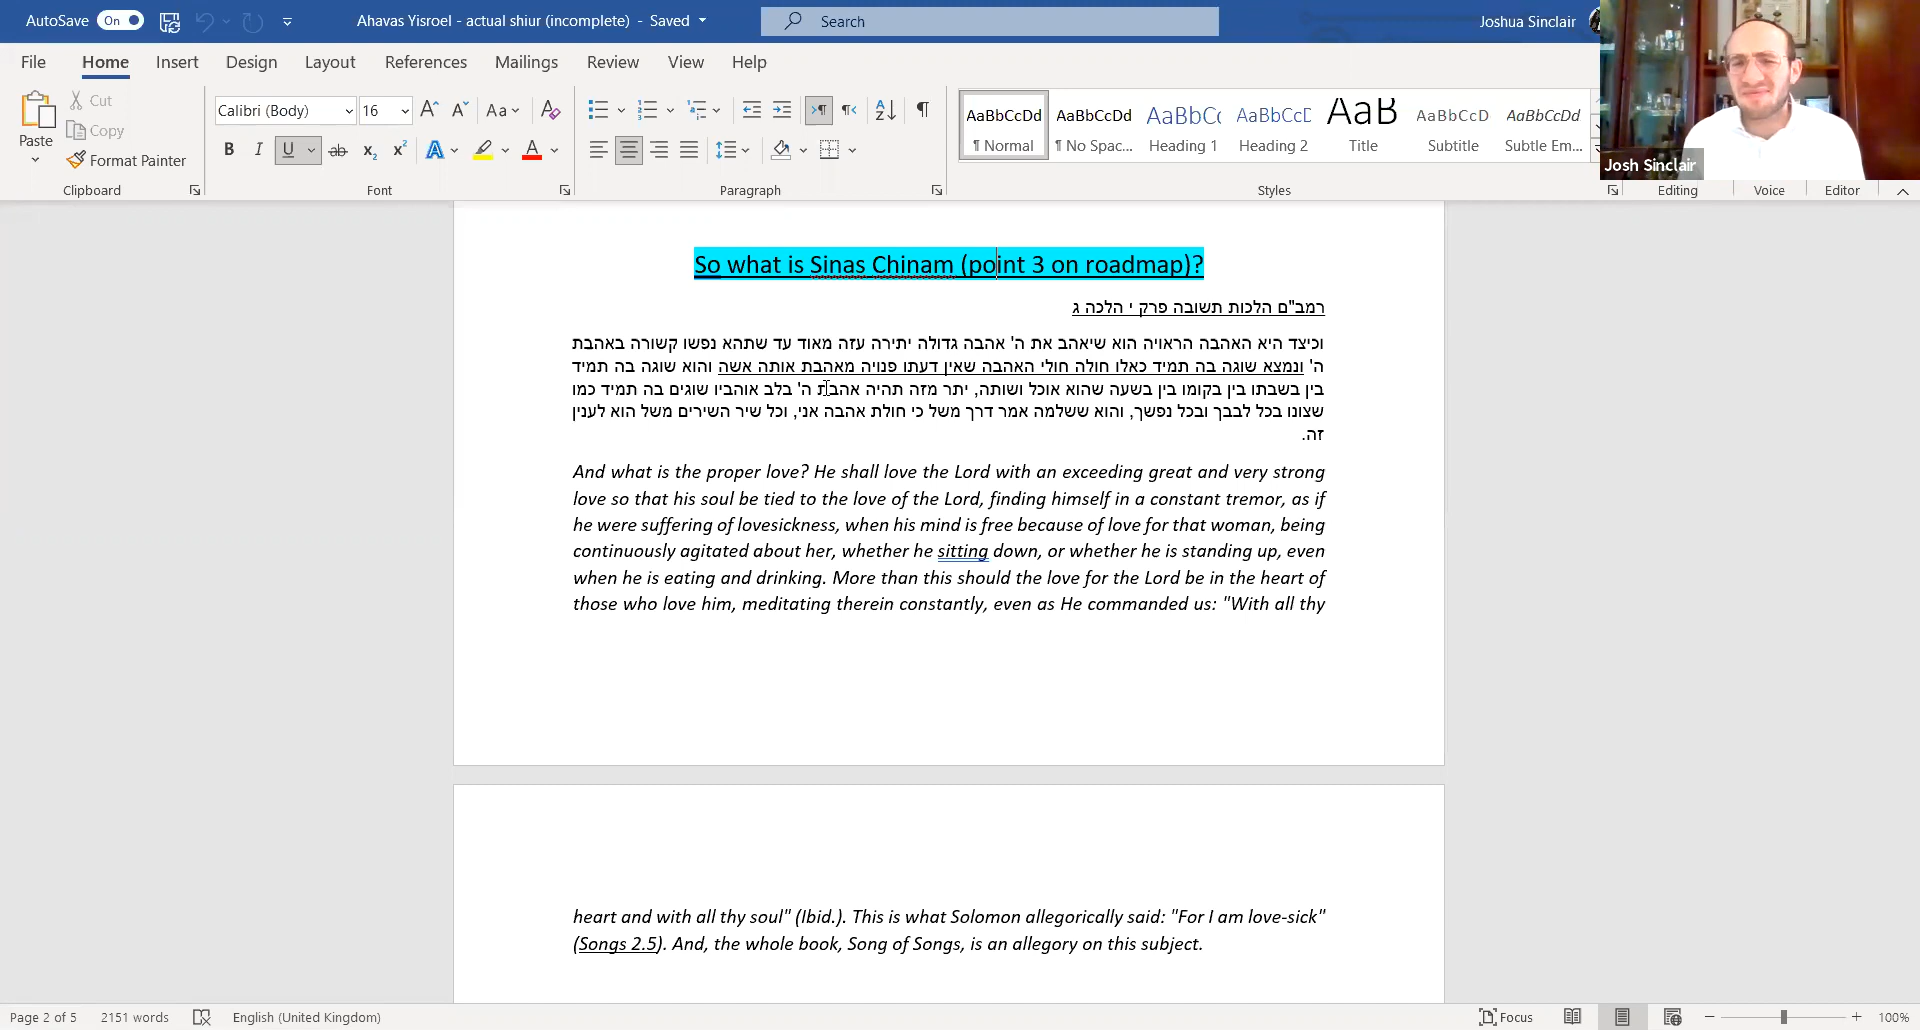 AutoSave On
Ahavas Yisroel - actual shiur (incomplete) - Saved
Search
Joshua Sinclair
File Home Insert Design Layout References Mailings Review View Help
Paste
Cut
Copy
Format Painter
Clipboard
Calibri (Body) 16
Font
Paragraph
AaBbCcDd AaBbCcDd AaBbCc AaBbCcD AaB AaBbCcD AaBbCcDd
¶ Normal ¶ No Spac... Heading 1 Heading 2 Title Subtitle Subtle Em...
Styles
Editing
Voice
Editor
Josh Sinclair
So what is Sinas Chinam (point 3 on roadmap)?
רמב"ם הלכות תשובה פרק י הלכה ג
וכיצד היא האהבה הראויה הוא שיאהב את ה' אהבה גדולה יתירה עזה מאוד עד שתהא נפשו קשורה באהבת
ה' ונמצא שוגה בה תמיד כאלו חולה חולי האהבה שאין דעתו פנויה מאהבת אותה אשה והוא שוגה בה תמיד
בין בשבתו בין בקומו בין בשעה שהוא אוכל ושותה, יתר מזה תהיה אהבת ה' בלב אוהביו שוגים בה תמיד כמו
שצונו בכל לבבך ובכל נפשך, והוא ששלמה אמר דרך משל כי חולת אהבה אני, וכל שיר השירים משל הוא לענין
זה.
And what is the proper love? He shall love the Lord with an exceeding great and very strong
love so that his soul be tied to the love of the Lord, finding himself in a constant tremor, as if
he were suffering of lovesickness, when his mind is free because of love for that woman, being
continuously agitated about her, whether he sitting down, or whether he is standing up, even
when he is eating and drinking. More than this should the love for the Lord be in the heart of
those who love him, meditating therein constantly, even as He commanded us: "With all thy
heart and with all thy soul" (Ibid.). This is what Solomon allegorically said: "For I am love-sick"
(Songs 2.5). And, the whole book, Song of Songs, is an allegory on this subject.
Page 2 of 5 2151 words English (United Kingdom)
Focus
100%